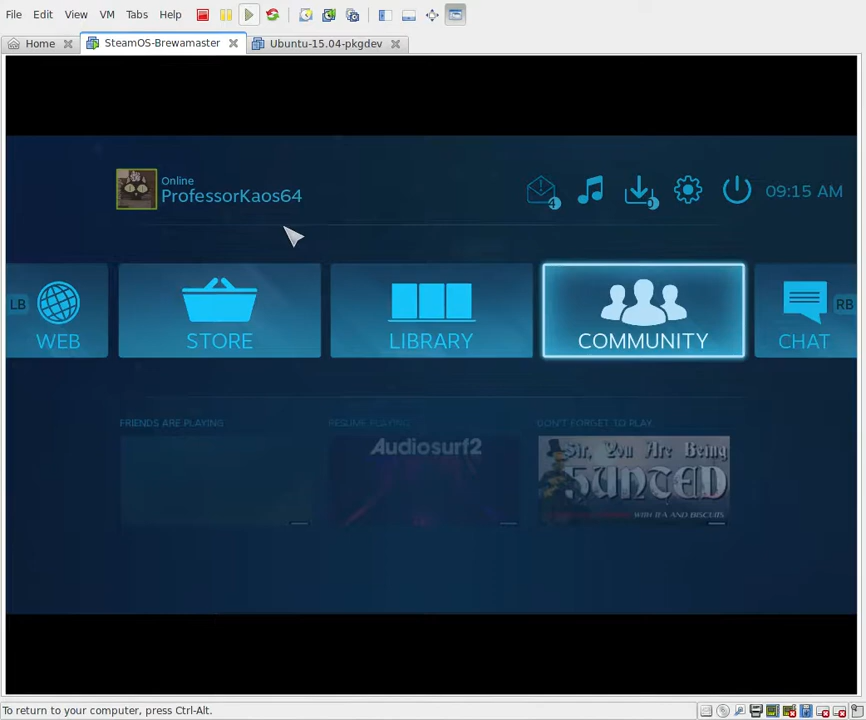 File Edit View VM Tabs Help
Home SteamOS-Brewamaster Ubuntu-15.04-pkgdev
Online
ProfessorKaos64
09:15 AM
LB RB
WEB STORE LIBRARY COMMUNITY CHAT
FRIENDS ARE PLAYING RESUME PLAYING DON'T FORGET TO PLAY
Audiosurf2
Sir, You Are Being
HUNTED
WITH TEA AND BISCUITS
To return to your computer, press Ctrl-Alt.